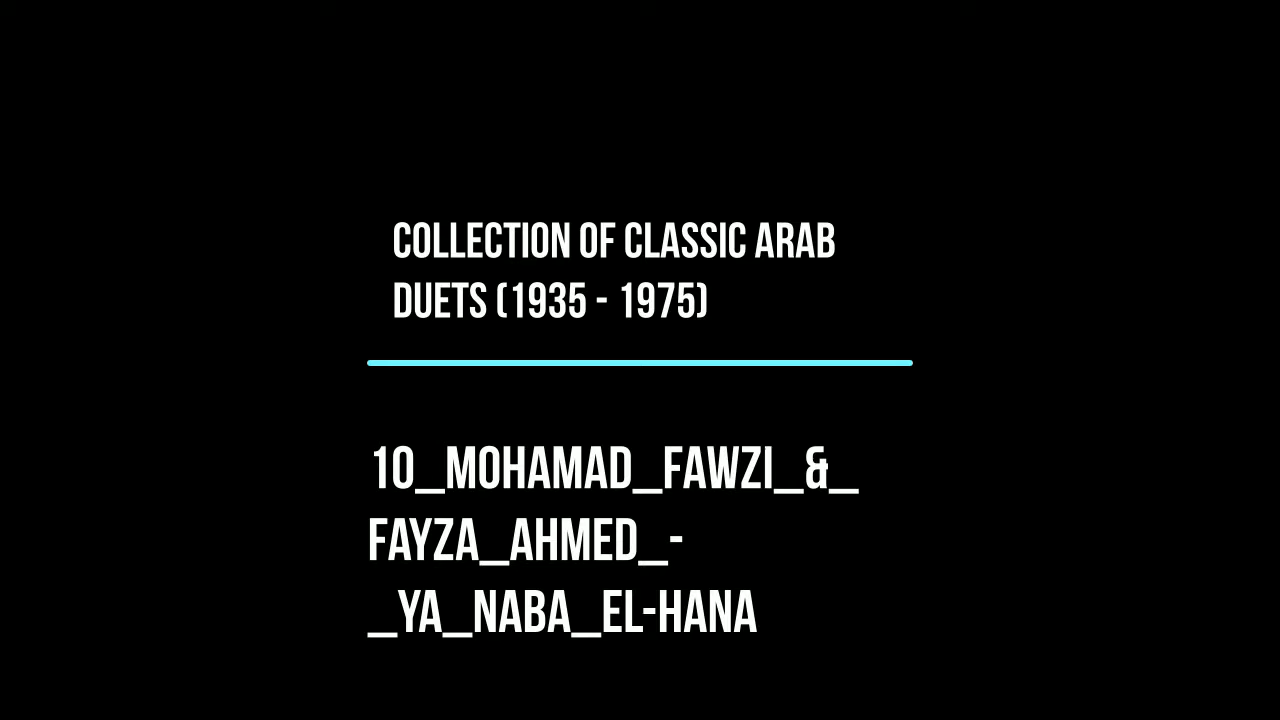 COLLECTION OF CLASSIC ARAB
DUETS (1935 - 1975)
10_MOHAMAD_FAWZI_&_
FAYZA_AHMED_-
_YA_NABA_EL-HANA